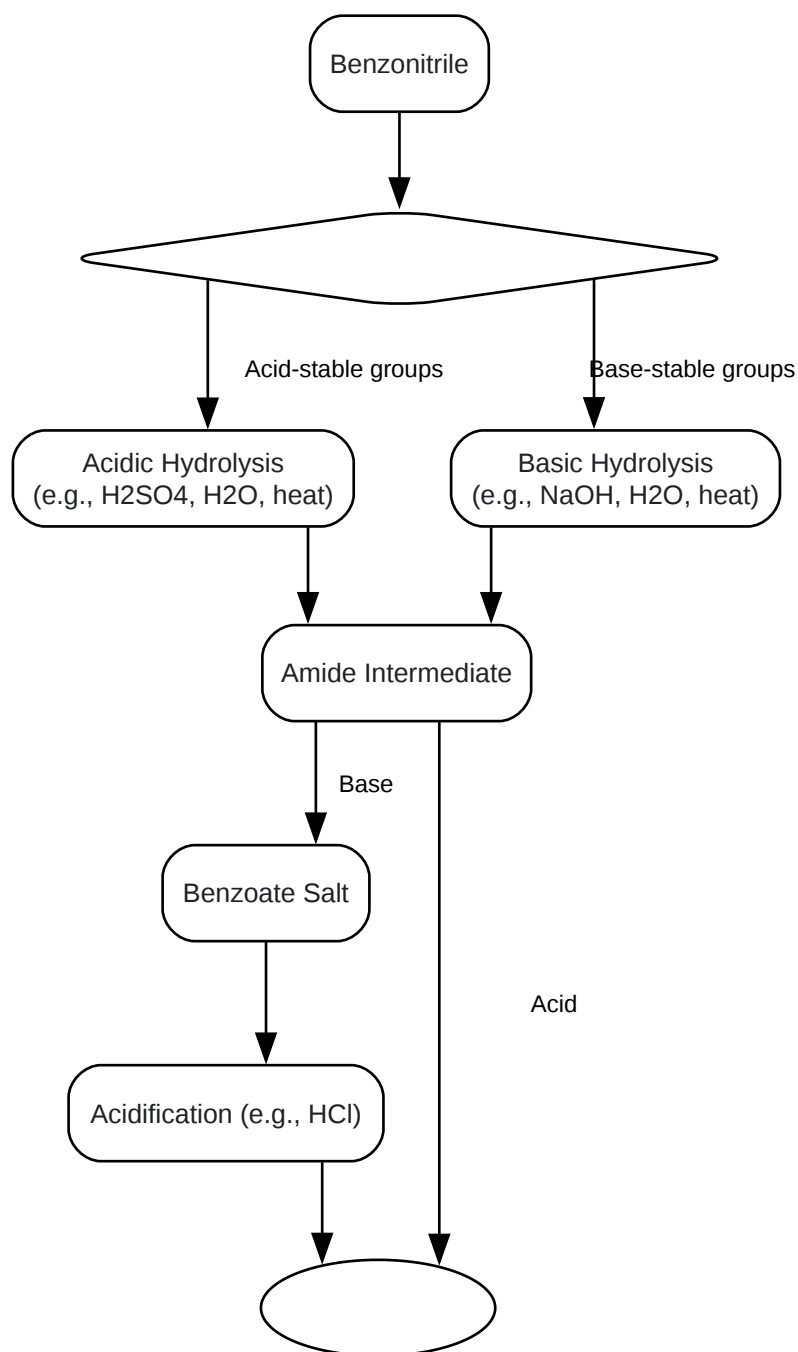 Benzonitrile
Acid-stable groups
Base-stable groups
Acidic Hydrolysis
(e.g., H2SO4, H2O, heat)
Basic Hydrolysis
(e.g., NaOH, H2O, heat)
Amide Intermediate
Base
Benzoate Salt
Acid
Acidification (e.g., HCl)